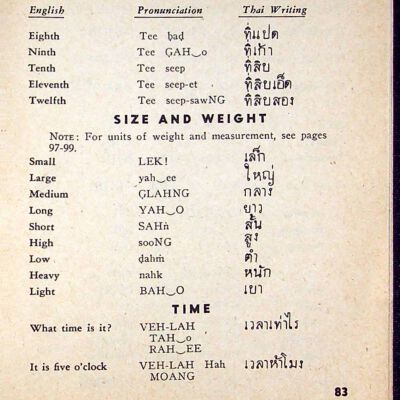 English Pronunciation Thai Writing
Eighth Tee ḅaḍ ที่แปด
Ninth Tee G̣AH‿o ที่เก้า
Tenth Tee seep ที่สิบ
Eleventh Tee seep-et ที่สิบเอ็ด
Twelfth Tee seep-sawNG ที่สิบสอง
SIZE AND WEIGHT
NOTE: For units of weight and measurement, see pages
97-99.
Small LEK! เล็ก
Large yah‿ee ใหญ่
Medium G̣LAHNG กลาง
Long YAH‿O ยาว
Short SAHn สั้น
High sooNG สูง
Low ḍahm ต่ำ
Heavy nahk หนัก
Light BAH‿O เบา
TIME
What time is it? VEH-LAH เวลาเท่าไร
TAH‿o
RAH‿EE
It is five o'clock VEH-LAH Hah เวลาห้าโมง
MOANG
83